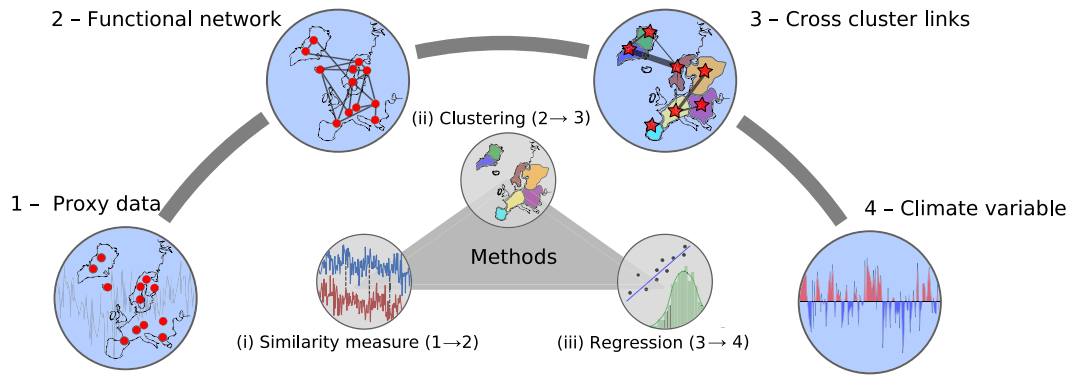 2 – Functional network
3 – Cross cluster links
(ii) Clustering (2→ 3)
1 –  Proxy data
4 – Climate variable
Methods
(i) Similarity measure (1→2)
(iii) Regression (3→ 4)